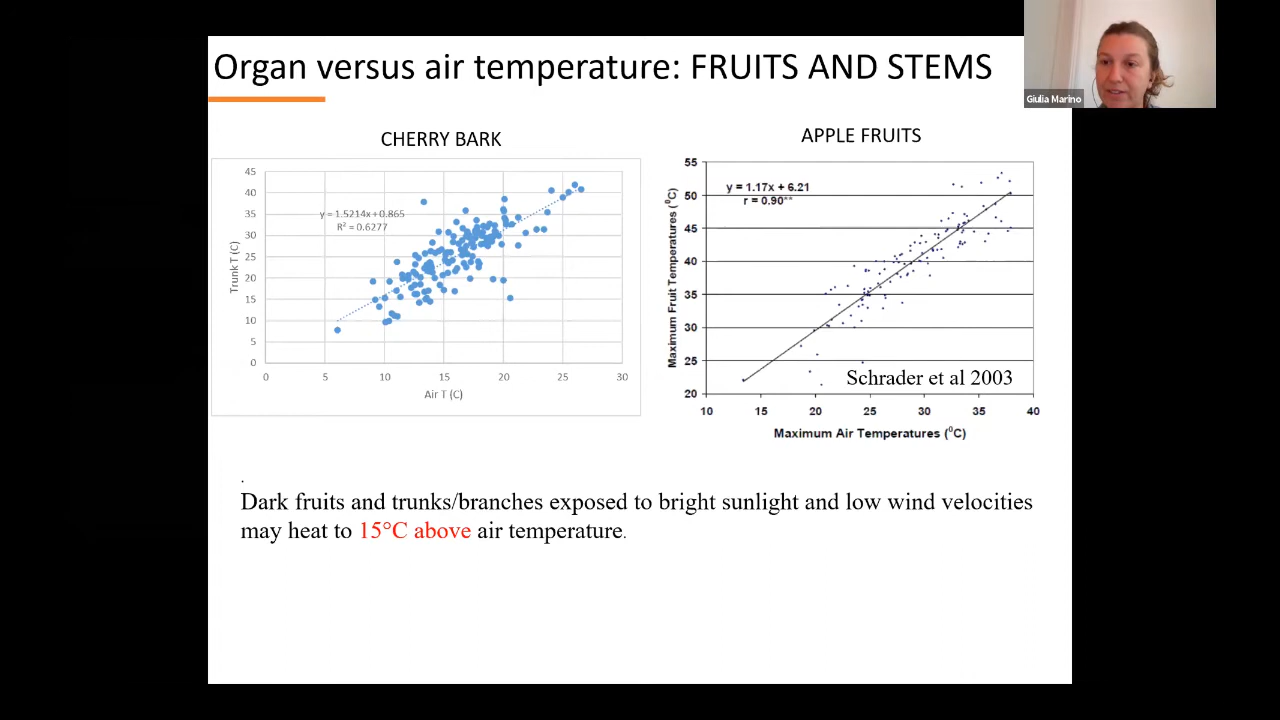 Organ versus air temperature: FRUITS AND STEMS
Giulia Marino
CHERRY BARK
45
40
35
30
25
20
15
10
5
0
0 5 10 15 20 25 30
Trunk T (C)
Air T (C)
y = 1.5214x + 0.865
R² = 0.6277
APPLE FRUITS
55
50
45
40
35
30
25
20
10 15 20 25 30 35 40
Maximum Fruit Temperatures (⁰C)
Maximum Air Temperatures (⁰C)
y = 1.17x + 6.21
r = 0.90**
Schrader et al 2003
.
Dark fruits and trunks/branches exposed to bright sunlight and low wind velocities
may heat to 15°C above air temperature.